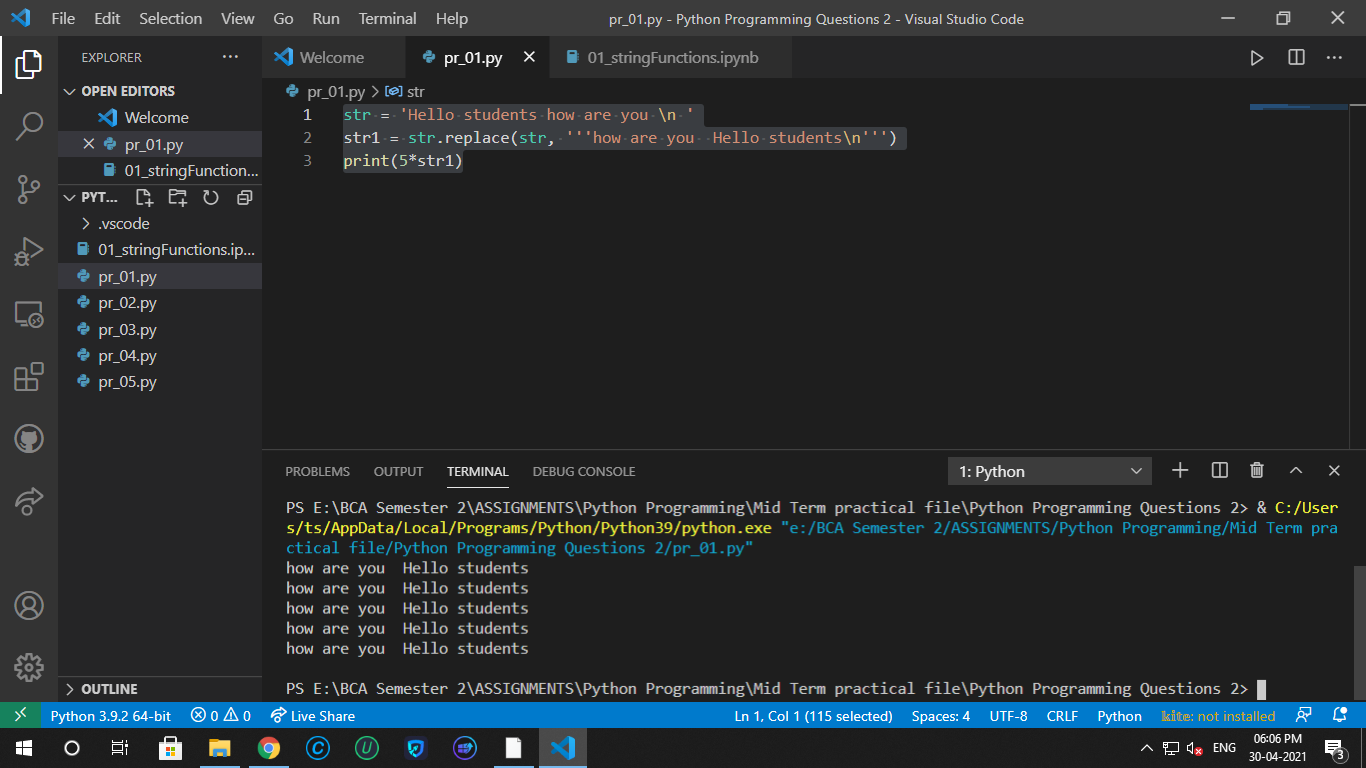 File Edit Selection View Go Run Terminal Help pr_01.py - Python Programming Questions 2 - Visual Studio Code
EXPLORER
Welcome pr_01.py 01_stringFunctions.ipynb
OPEN EDITORS
Welcome
pr_01.py
01_stringFunction...
PYT...
.vscode
01_stringFunctions.ip...
pr_01.py
pr_02.py
pr_03.py
pr_04.py
pr_05.py
OUTLINE
pr_01.py > str
1 str = 'Hello students how are you \n '
2 str1 = str.replace(str, '''how are you  Hello students\n''')
3 print(5*str1)
PROBLEMS OUTPUT TERMINAL DEBUG CONSOLE 1: Python
PS E:\BCA Semester 2\ASSIGNMENTS\Python Programming\Mid Term practical file\Python Programming Questions 2> & C:/User
s/ts/AppData/Local/Programs/Python/Python39/python.exe "e:/BCA Semester 2/ASSIGNMENTS/Python Programming/Mid Term pra
ctical file/Python Programming Questions 2/pr_01.py"
how are you  Hello students
how are you  Hello students
how are you  Hello students
how are you  Hello students
how are you  Hello students
PS E:\BCA Semester 2\ASSIGNMENTS\Python Programming\Mid Term practical file\Python Programming Questions 2>
Python 3.9.2 64-bit 0 0 Live Share Ln 1, Col 1 (115 selected) Spaces: 4 UTF-8 CRLF Python kite: not installed
ENG 06:06 PM
30-04-2021 3